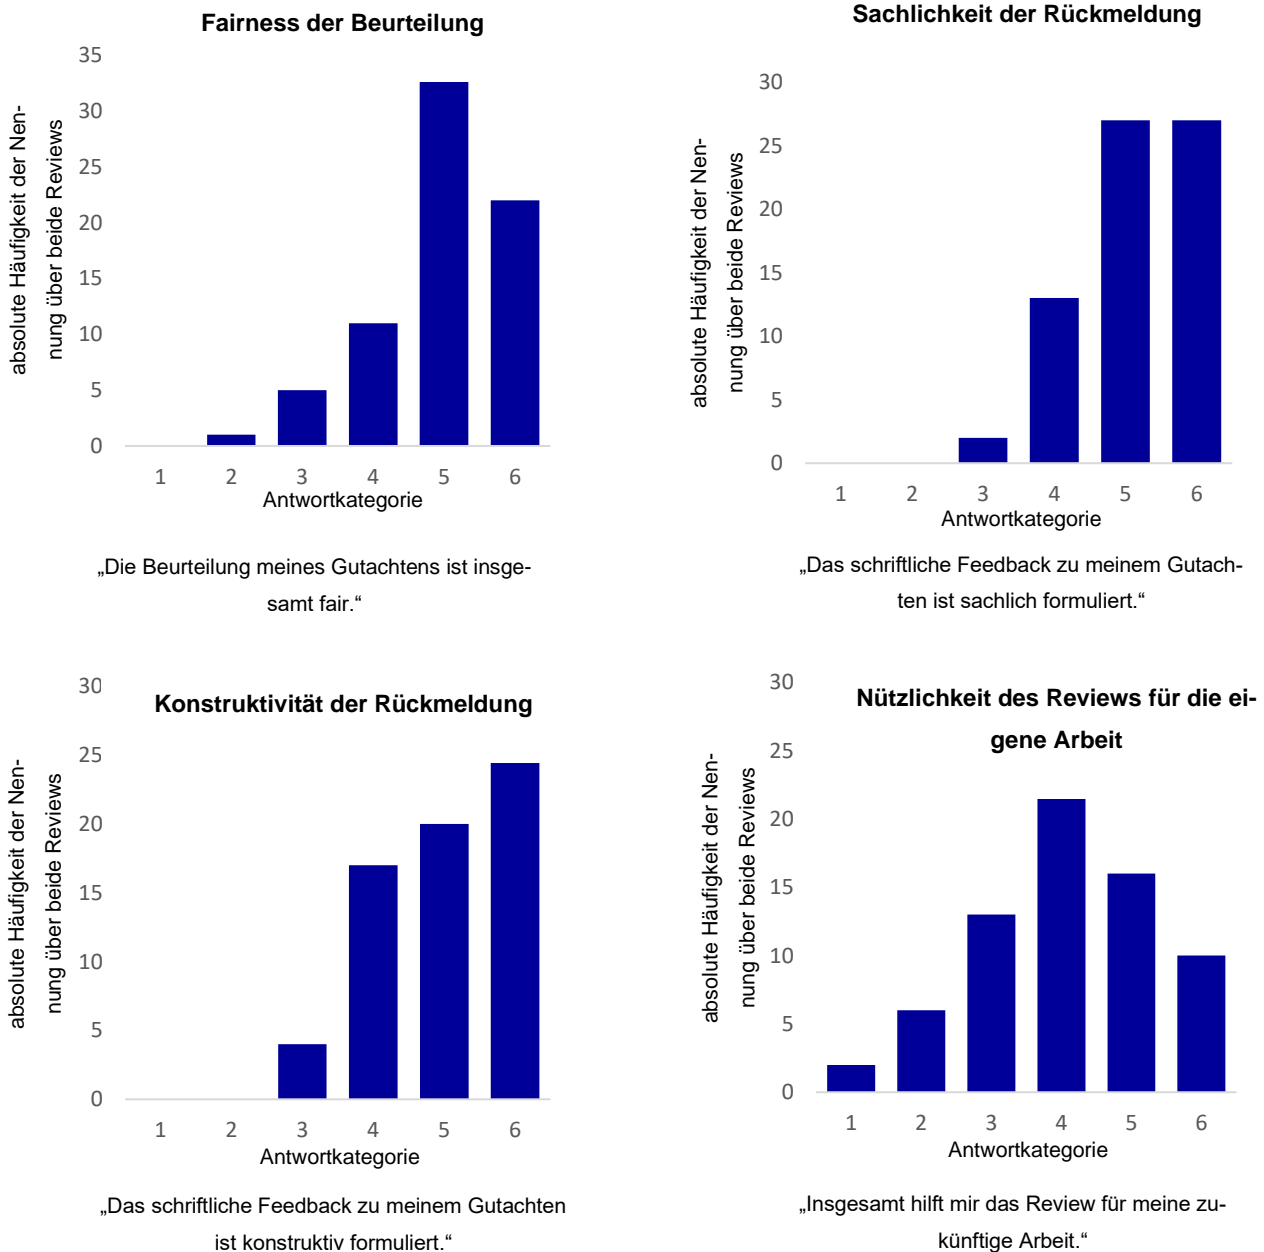 Fairness der Beurteilung
35
30
25
20
15
10
5
0
absolute Häufigkeit der Nen-
nung über beide Reviews
1 2 3 4 5 6
Antwortkategorie
„Die Beurteilung meines Gutachtens ist insge-
samt fair.“
Sachlichkeit der Rückmeldung
30
25
20
15
10
5
0
absolute Häufigkeit der Nen-
nung über beide Reviews
1 2 3 4 5 6
Antwortkategorie
„Das schriftliche Feedback zu meinem Gutach-
ten ist sachlich formuliert.“
30
Konstruktivität der Rückmeldung
25
20
15
10
5
0
absolute Häufigkeit der Nen-
nung über beide Reviews
1 2 3 4 5 6
Antwortkategorie
„Das schriftliche Feedback zu meinem Gutachten
ist konstruktiv formuliert.“
30
Nützlichkeit des Reviews für die ei-
gene Arbeit
25
20
15
10
5
0
absolute Häufigkeit der Nen-
nung über beide Reviews
1 2 3 4 5 6
Antwortkategorie
„Insgesamt hilft mir das Review für meine zu-
künftige Arbeit.“